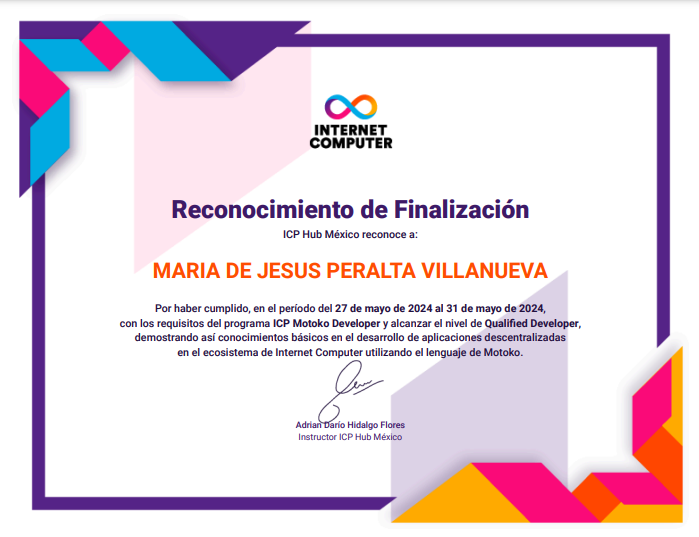 INTERNET
COMPUTER
Reconocimiento de Finalización
ICP Hub México reconoce a:
MARIA DE JESUS PERALTA VILLANUEVA
Por haber cumplido, en el período del 27 de mayo de 2024 al 31 de mayo de 2024,
con los requisitos del programa ICP Motoko Developer y alcanzar el nivel de Qualified Developer,
demostrando así conocimientos básicos en el desarrollo de aplicaciones descentralizadas
en el ecosistema de Internet Computer utilizando el lenguaje de Motoko.
Adrian Darío Hidalgo Flores
Instructor ICP Hub México